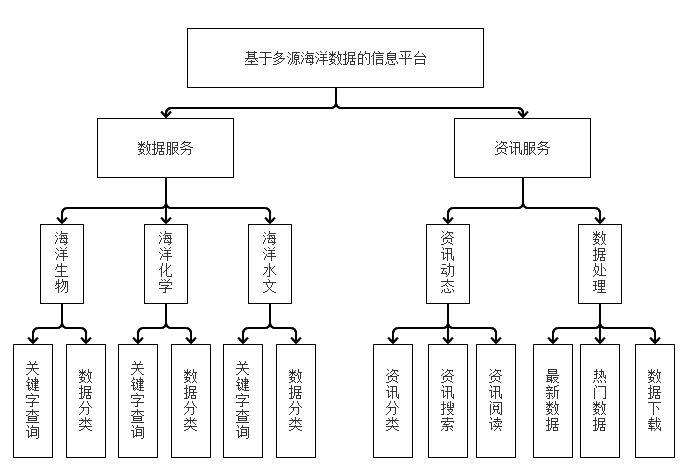 基于多源海洋数据的信息平台
数据服务
资讯服务
海洋生物
海洋化学
海洋水文
资讯动态
数据处理
关键字查询
数据分类
关键字查询
数据分类
关键字查询
数据分类
资讯分类
资讯搜索
资讯阅读
最新数据
热门数据
数据下载